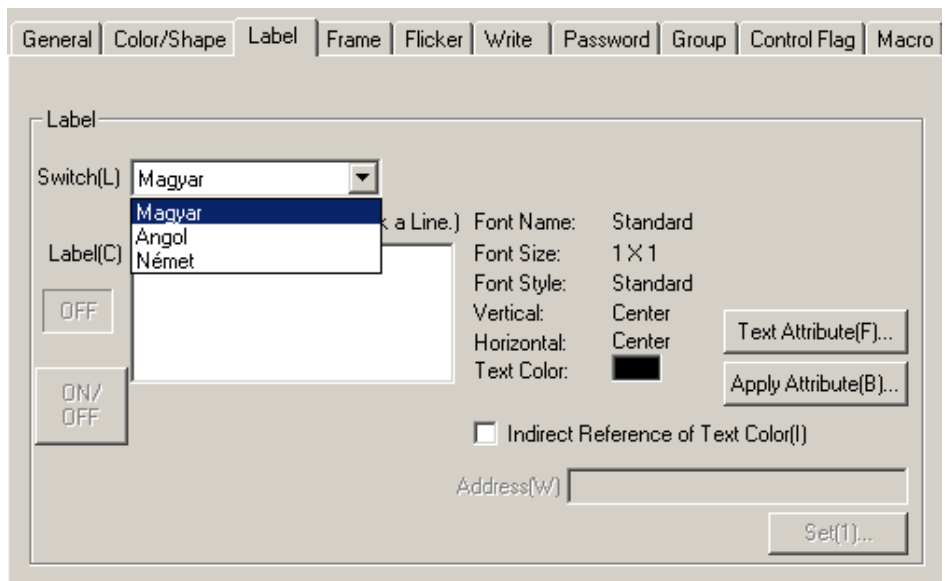 General Color/Shape Label Frame Flicker Write Password Group Control Flag Macro
Label
Switch(L) Magyar
Magyar
Angol
Német
a Line.) Font Name: Standard
Label(C) Font Size: 1 X 1
Font Style: Standard
OFF Vertical: Center
Horizontal: Center
Text Attribute(F)...
Text Color:
Apply Attribute(B)...
ON/
OFF
Indirect Reference of Text Color(I)
Address(W)
Set(1)...